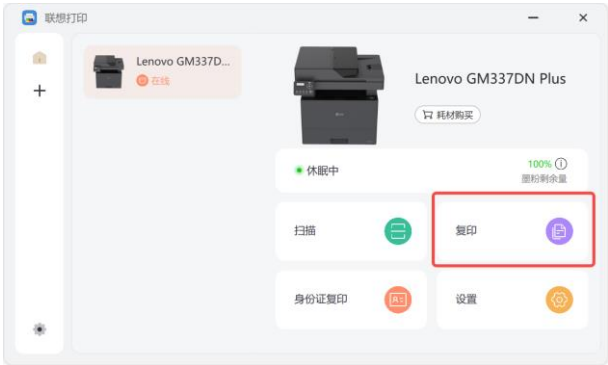 联想打印
Lenovo GM337D...
在线
Lenovo GM337DN Plus
耗材购买
休眠中
100%
墨粉剩余量
扫描
复印
身份证复印
设置